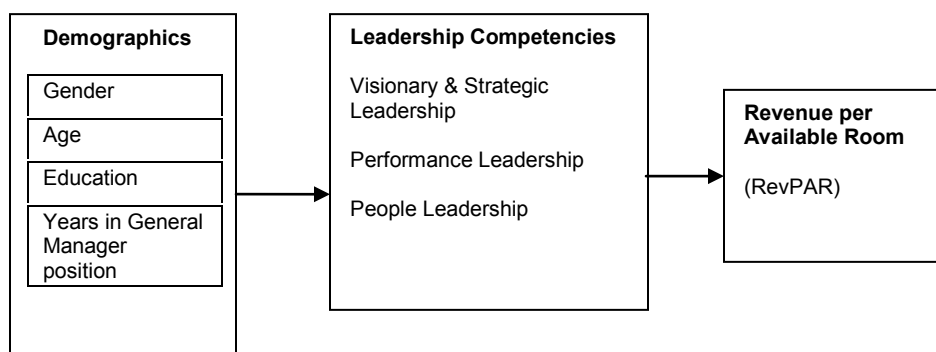 Demographics
Gender
Age
Education
Years in General
Manager
position
Leadership Competencies
Visionary & Strategic
Leadership
Performance Leadership
People Leadership
Revenue per
Available Room
(RevPAR)